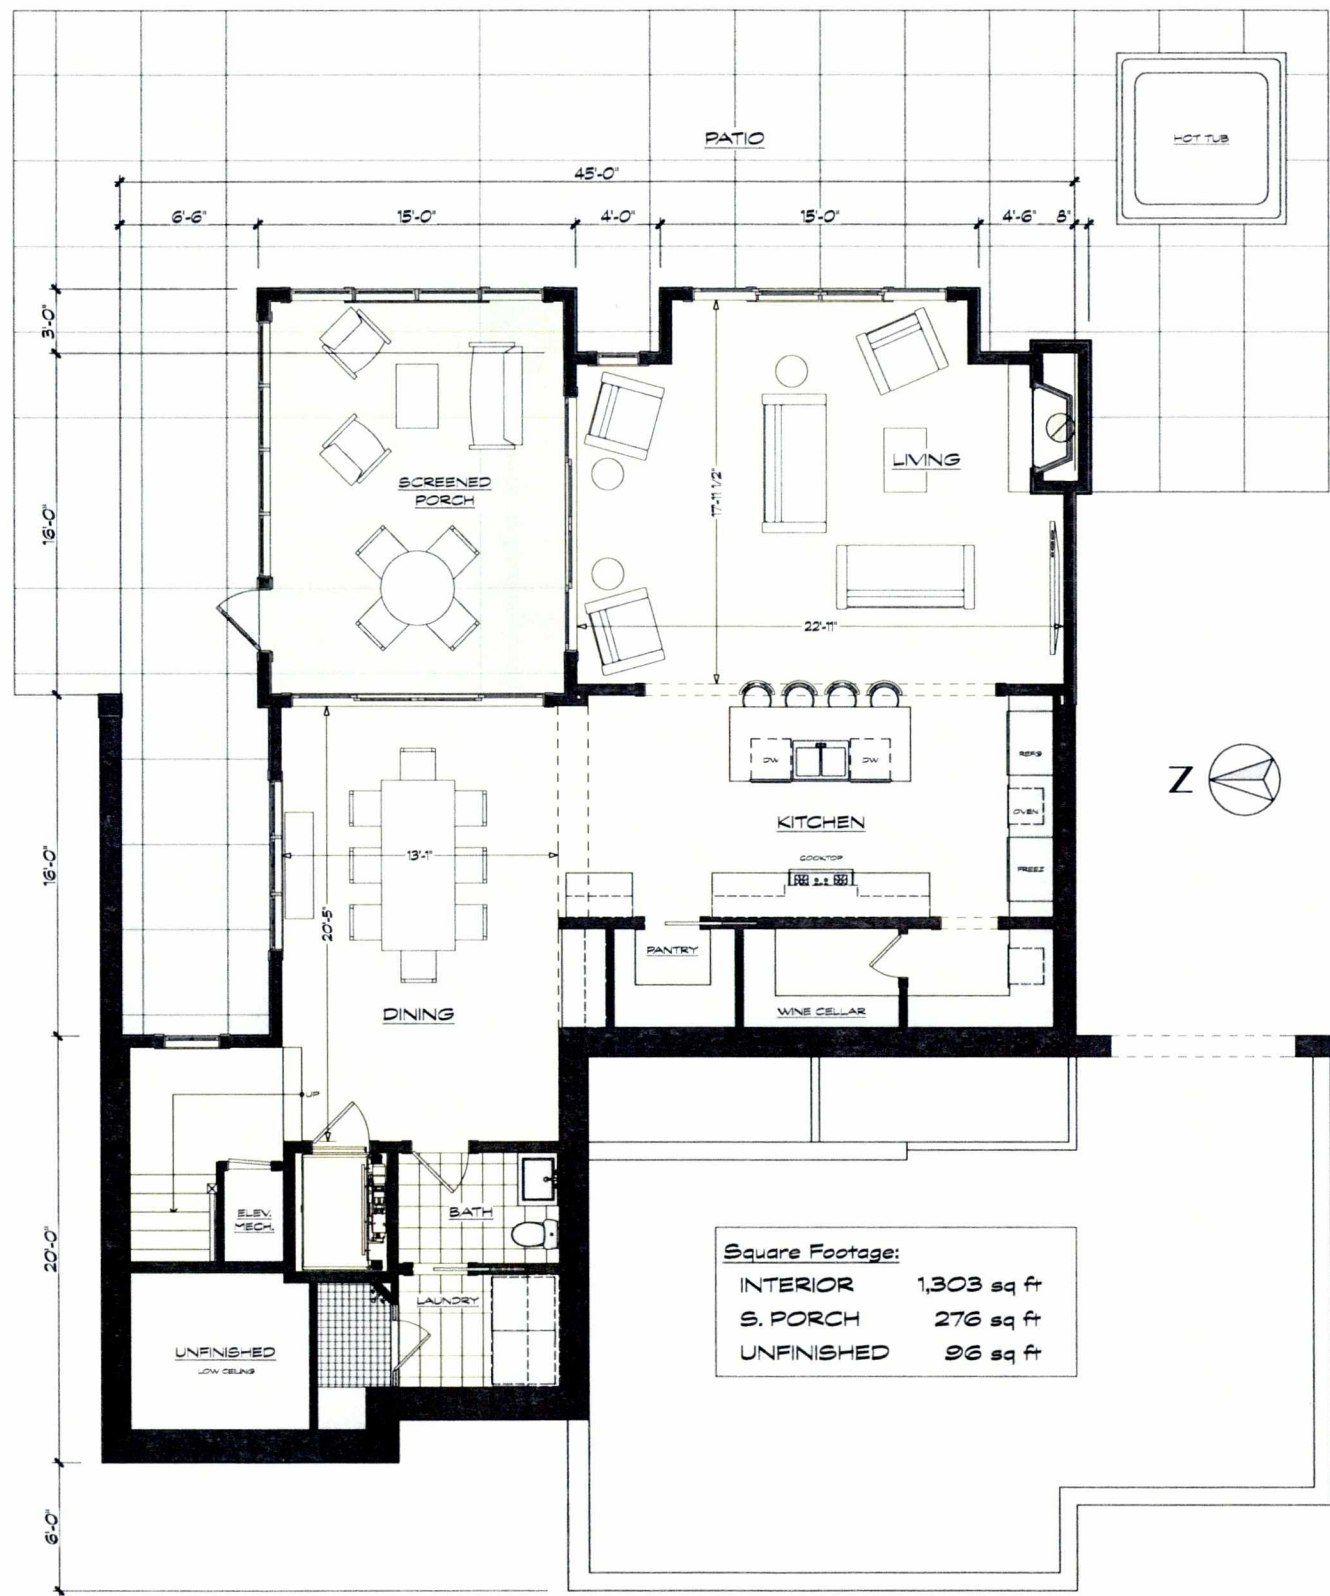 PATIO
HOT TUB
45'-0"
6'-6"
15'-0"
4'-0"
15'-0"
4'-6"
8"
3'-0"
16'-0"
SCREENED
PORCH
17'-11 1/2"
LIVING
22'-11"
DW
DW
REFG
OVEN
FREEZ
KITCHEN
COOKTOP
Z
16'-0"
13'-1"
20'-5"
PANTRY
DINING
WINE CELLAR
UP
ELEV.
MECH.
BATH
20'-0"
LAUNDRY
UNFINISHED
LOW CEILING
Square Footage:
INTERIOR 1,303 sq ft
S. PORCH 276 sq ft
UNFINISHED 96 sq ft
6'-0"